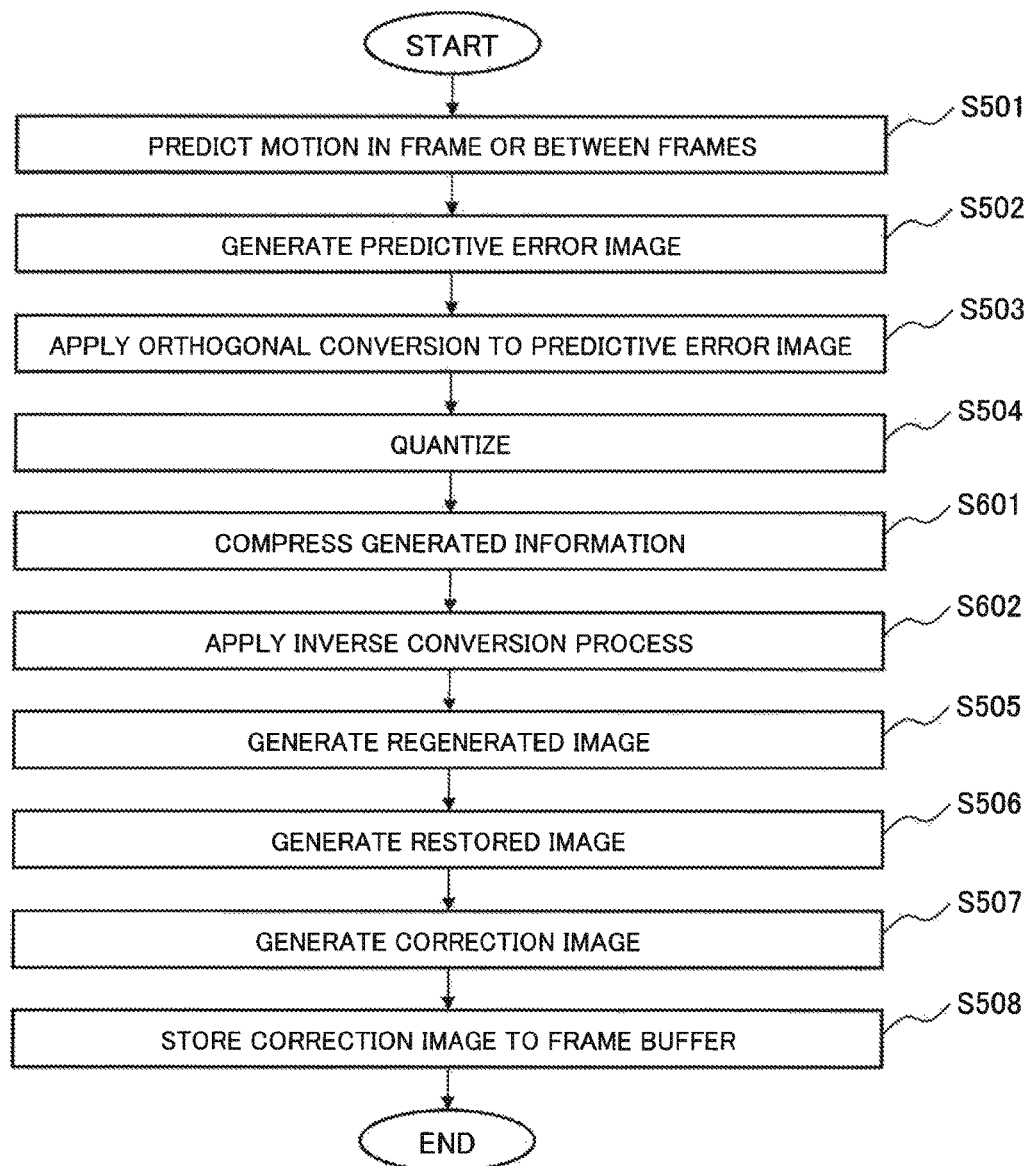 START
S501
PREDICT MOTION IN FRAME OR BETWEEN FRAMES
S502
GENERATE PREDICTIVE ERROR IMAGE
S503
APPLY ORTHOGONAL CONVERSION TO PREDICTIVE ERROR IMAGE
S504
QUANTIZE
S601
COMPRESS GENERATED INFORMATION
S602
APPLY INVERSE CONVERSION PROCESS
S505
GENERATE REGENERATED IMAGE
S506
GENERATE RESTORED IMAGE
S507
GENERATE CORRECTION IMAGE
S508
STORE CORRECTION IMAGE TO FRAME BUFFER
END